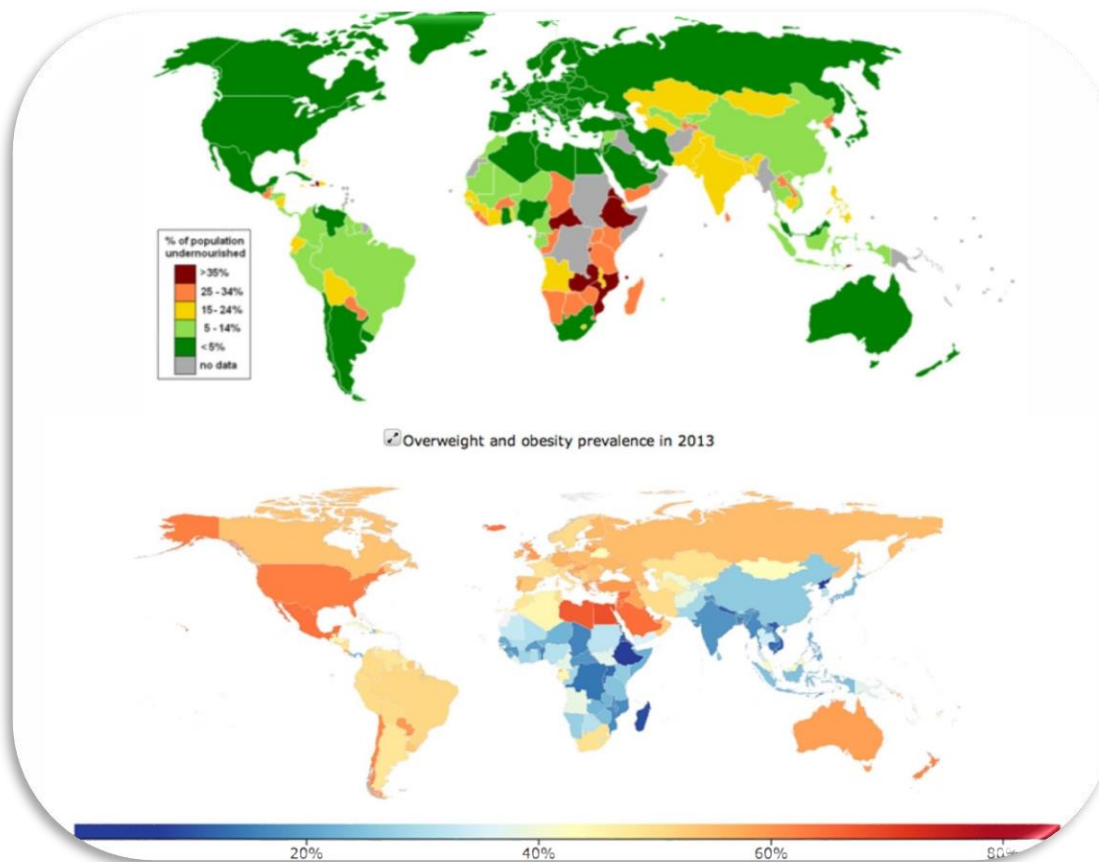 % of population
undernourished
>35%
25 - 34%
15 - 24%
5 - 14%
<5%
no data
Overweight and obesity prevalence in 2013
20% 40% 60% 80%